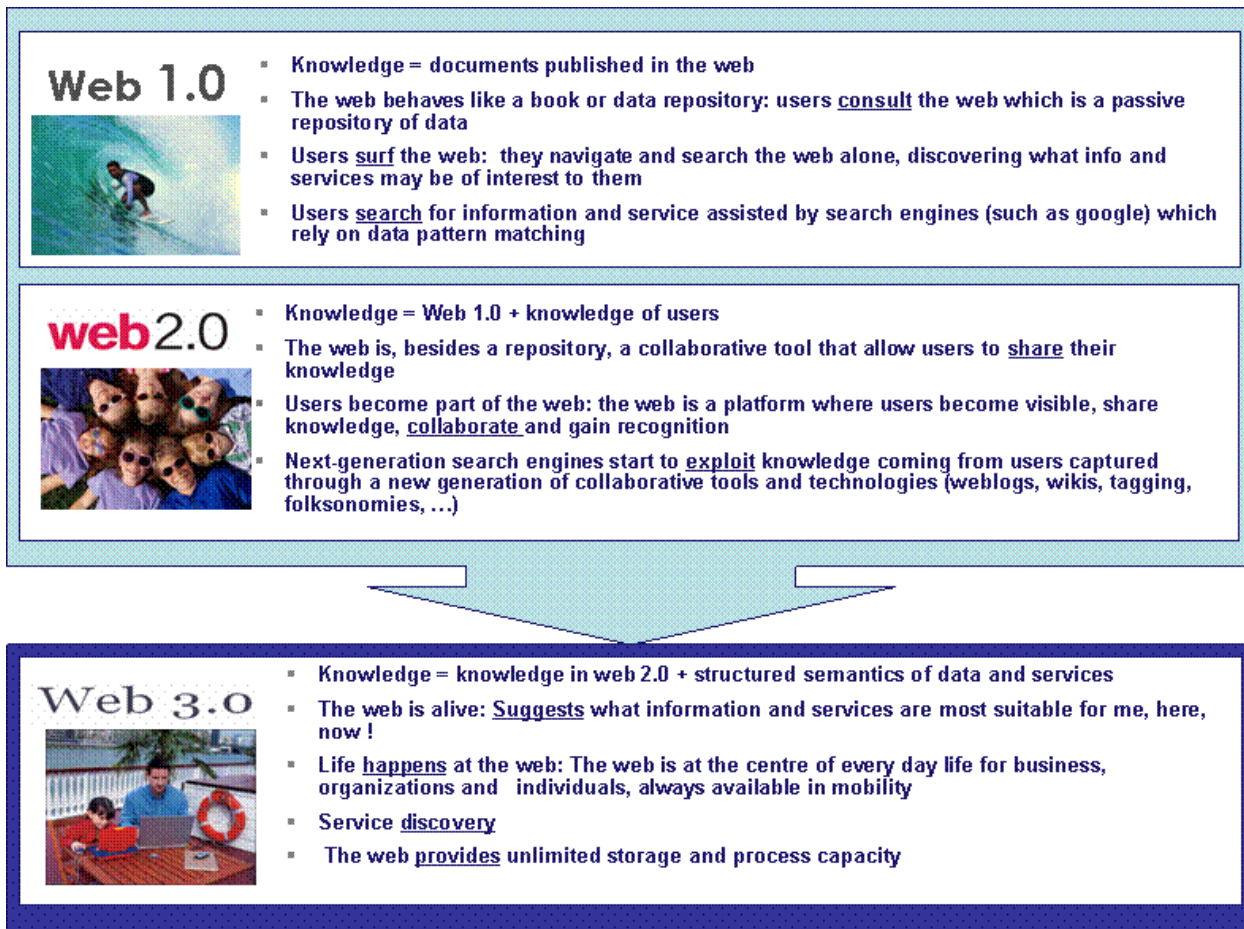 Web 1.0
Knowledge = documents published in the web
The web behaves like a book or data repository: users consult the web which is a passive
repository of data
Users surf the web: they navigate and search the web alone, discovering what info and
services may be of interest to them
Users search for information and service assisted by search engines (such as google) which
rely on data pattern matching
web2.0
Knowledge = Web 1.0 + knowledge of users
The web is, besides a repository, a collaborative tool that allow users to share their
knowledge
Users become part of the web: the web is a platform where users become visible, share
knowledge, collaborate and gain recognition
Next-generation search engines start to exploit knowledge coming from users captured
through a new generation of collaborative tools and technologies (weblogs, wikis, tagging,
folksonomies, ...)
Web 3.0
Knowledge = knowledge in web 2.0 + structured semantics of data and services
The web is alive: Suggests what information and services are most suitable for me, here,
now !
Life happens at the web: The web is at the centre of every day life for business,
organizations and individuals, always available in mobility
Service discovery
The web provides unlimited storage and process capacity